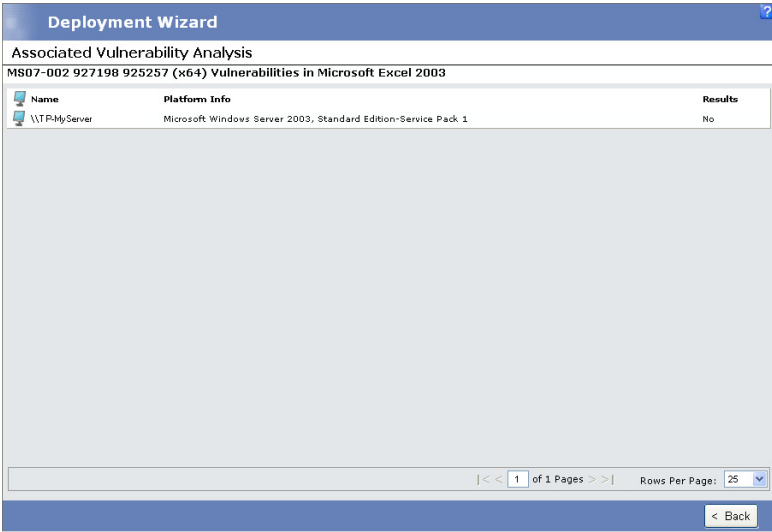 Deployment Wizard
?
Associated Vulnerability Analysis
MS07-002 927198 925257 (x64) Vulnerabilities in Microsoft Excel 2003
Name Platform Info Results
\\TP-MyServer Microsoft Windows Server 2003, Standard Edition-Service Pack 1 No
|< < 1 of 1 Pages > >| Rows Per Page: 25
< Back